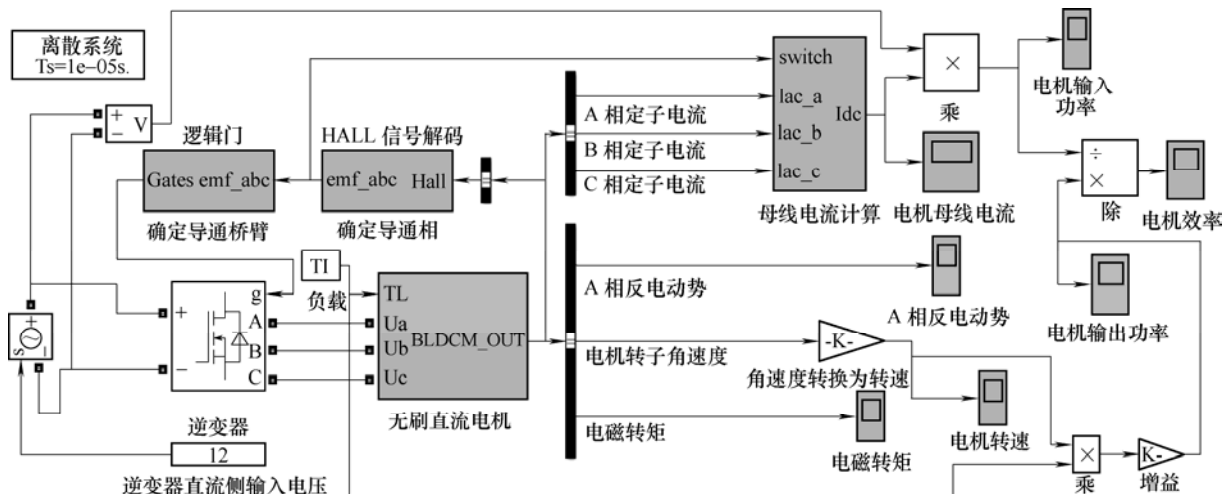 离散系统
Ts=1e-05s.
+
−
V
逻辑门
Gates emf_abc
确定导通桥臂
HALL 信号解码
emf_abc Hall
确定导通相
A 相定子电流
B 相定子电流
C 相定子电流
switch
lac_a
lac_b
lac_c
Idc
母线电流计算
×
乘
电机输入
功率
电机母线电流
÷
×
除
电机效率
s
+
−
+
−
g
A
B
C
逆变器
12
逆变器直流侧输入电压
TI
负载
TL
Ua
Ub
Uc
BLDCM_OUT
无刷直流电机
A 相反电动势
电机转子角速度
电磁转矩
A 相反电动势
-K-
角速度转换为转速
电机转速
电磁转矩
电机输出功率
×
乘
K-
增益